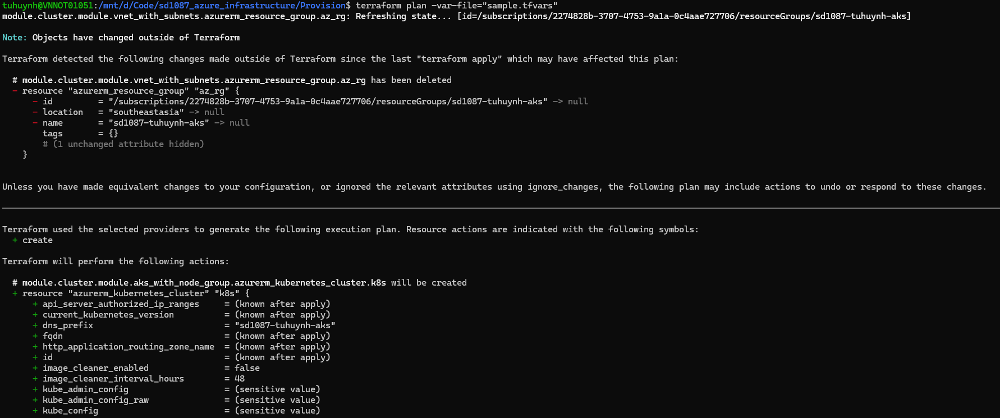 tuhuynh@VNNOT01051:/mnt/d/Code/sd1087_azure_infrastructure/Provision$ terraform plan -var-file="sample.tfvars"
module.cluster.module.vnet_with_subnets.azurerm_resource_group.az_rg: Refreshing state... [id=/subscriptions/2274828b-3707-4753-9a1a-0c4aae727706/resourceGroups/sd1087-tuhuynh-aks]
Note: Objects have changed outside of Terraform
Terraform detected the following changes made outside of Terraform since the last "terraform apply" which may have affected this plan:
# module.cluster.module.vnet_with_subnets.azurerm_resource_group.az_rg has been deleted
- resource "azurerm_resource_group" "az_rg" {
- id = "/subscriptions/2274828b-3707-4753-9a1a-0c4aae727706/resourceGroups/sd1087-tuhuynh-aks" -> null
- location = "southeastasia" -> null
- name = "sd1087-tuhuynh-aks" -> null
tags = {}
# (1 unchanged attribute hidden)
}
Unless you have made equivalent changes to your configuration, or ignored the relevant attributes using ignore_changes, the following plan may include actions to undo or respond to these changes.
Terraform used the selected providers to generate the following execution plan. Resource actions are indicated with the following symbols:
+ create
Terraform will perform the following actions:
# module.cluster.module.aks_with_node_group.azurerm_kubernetes_cluster.k8s will be created
+ resource "azurerm_kubernetes_cluster" "k8s" {
+ api_server_authorized_ip_ranges = (known after apply)
+ current_kubernetes_version = (known after apply)
+ dns_prefix = "sd1087-tuhuynh-aks"
+ fqdn = (known after apply)
+ http_application_routing_zone_name = (known after apply)
+ id = (known after apply)
+ image_cleaner_enabled = false
+ image_cleaner_interval_hours = 48
+ kube_admin_config = (sensitive value)
+ kube_admin_config_raw = (sensitive value)
+ kube_config = (sensitive value)